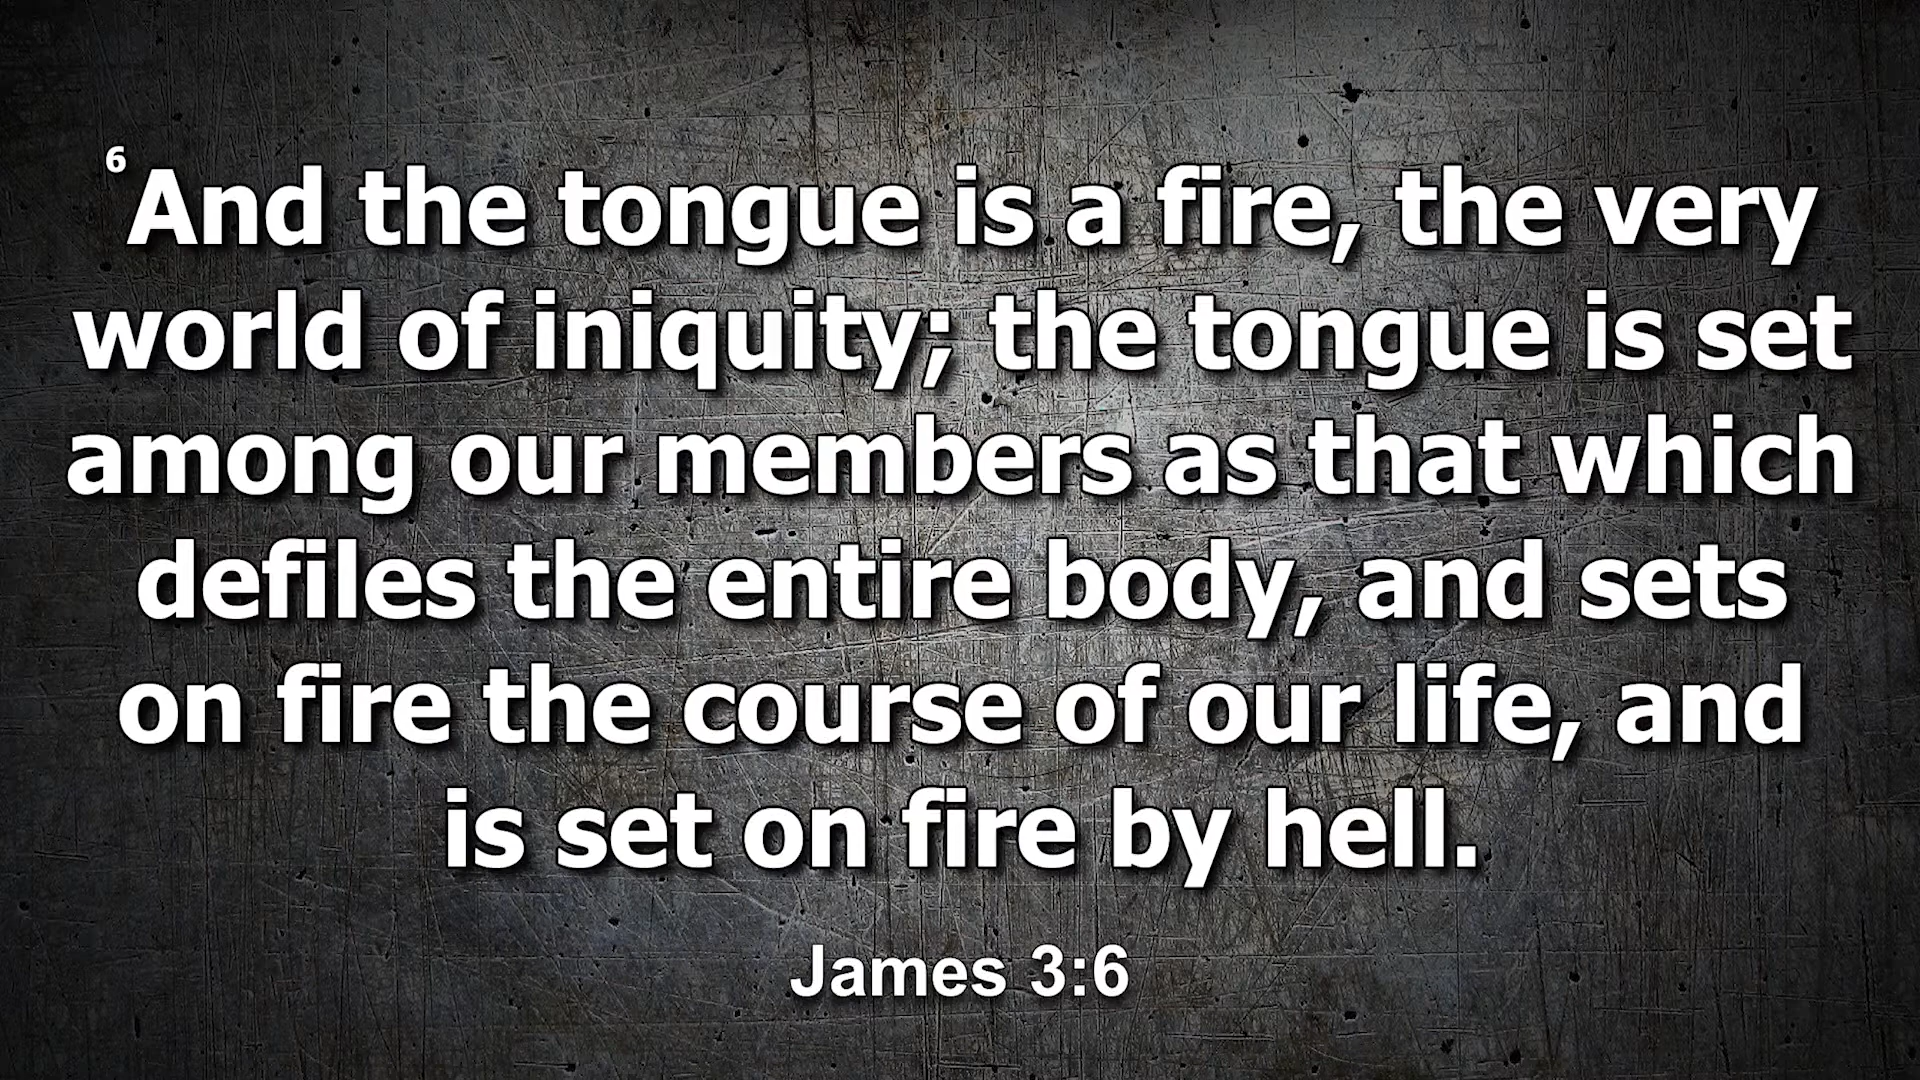 6 And the tongue is a fire, the very
world of iniquity; the tongue is set
among our members as that which
defiles the entire body, and sets
on fire the course of our life, and
is set on fire by hell.
James 3:6